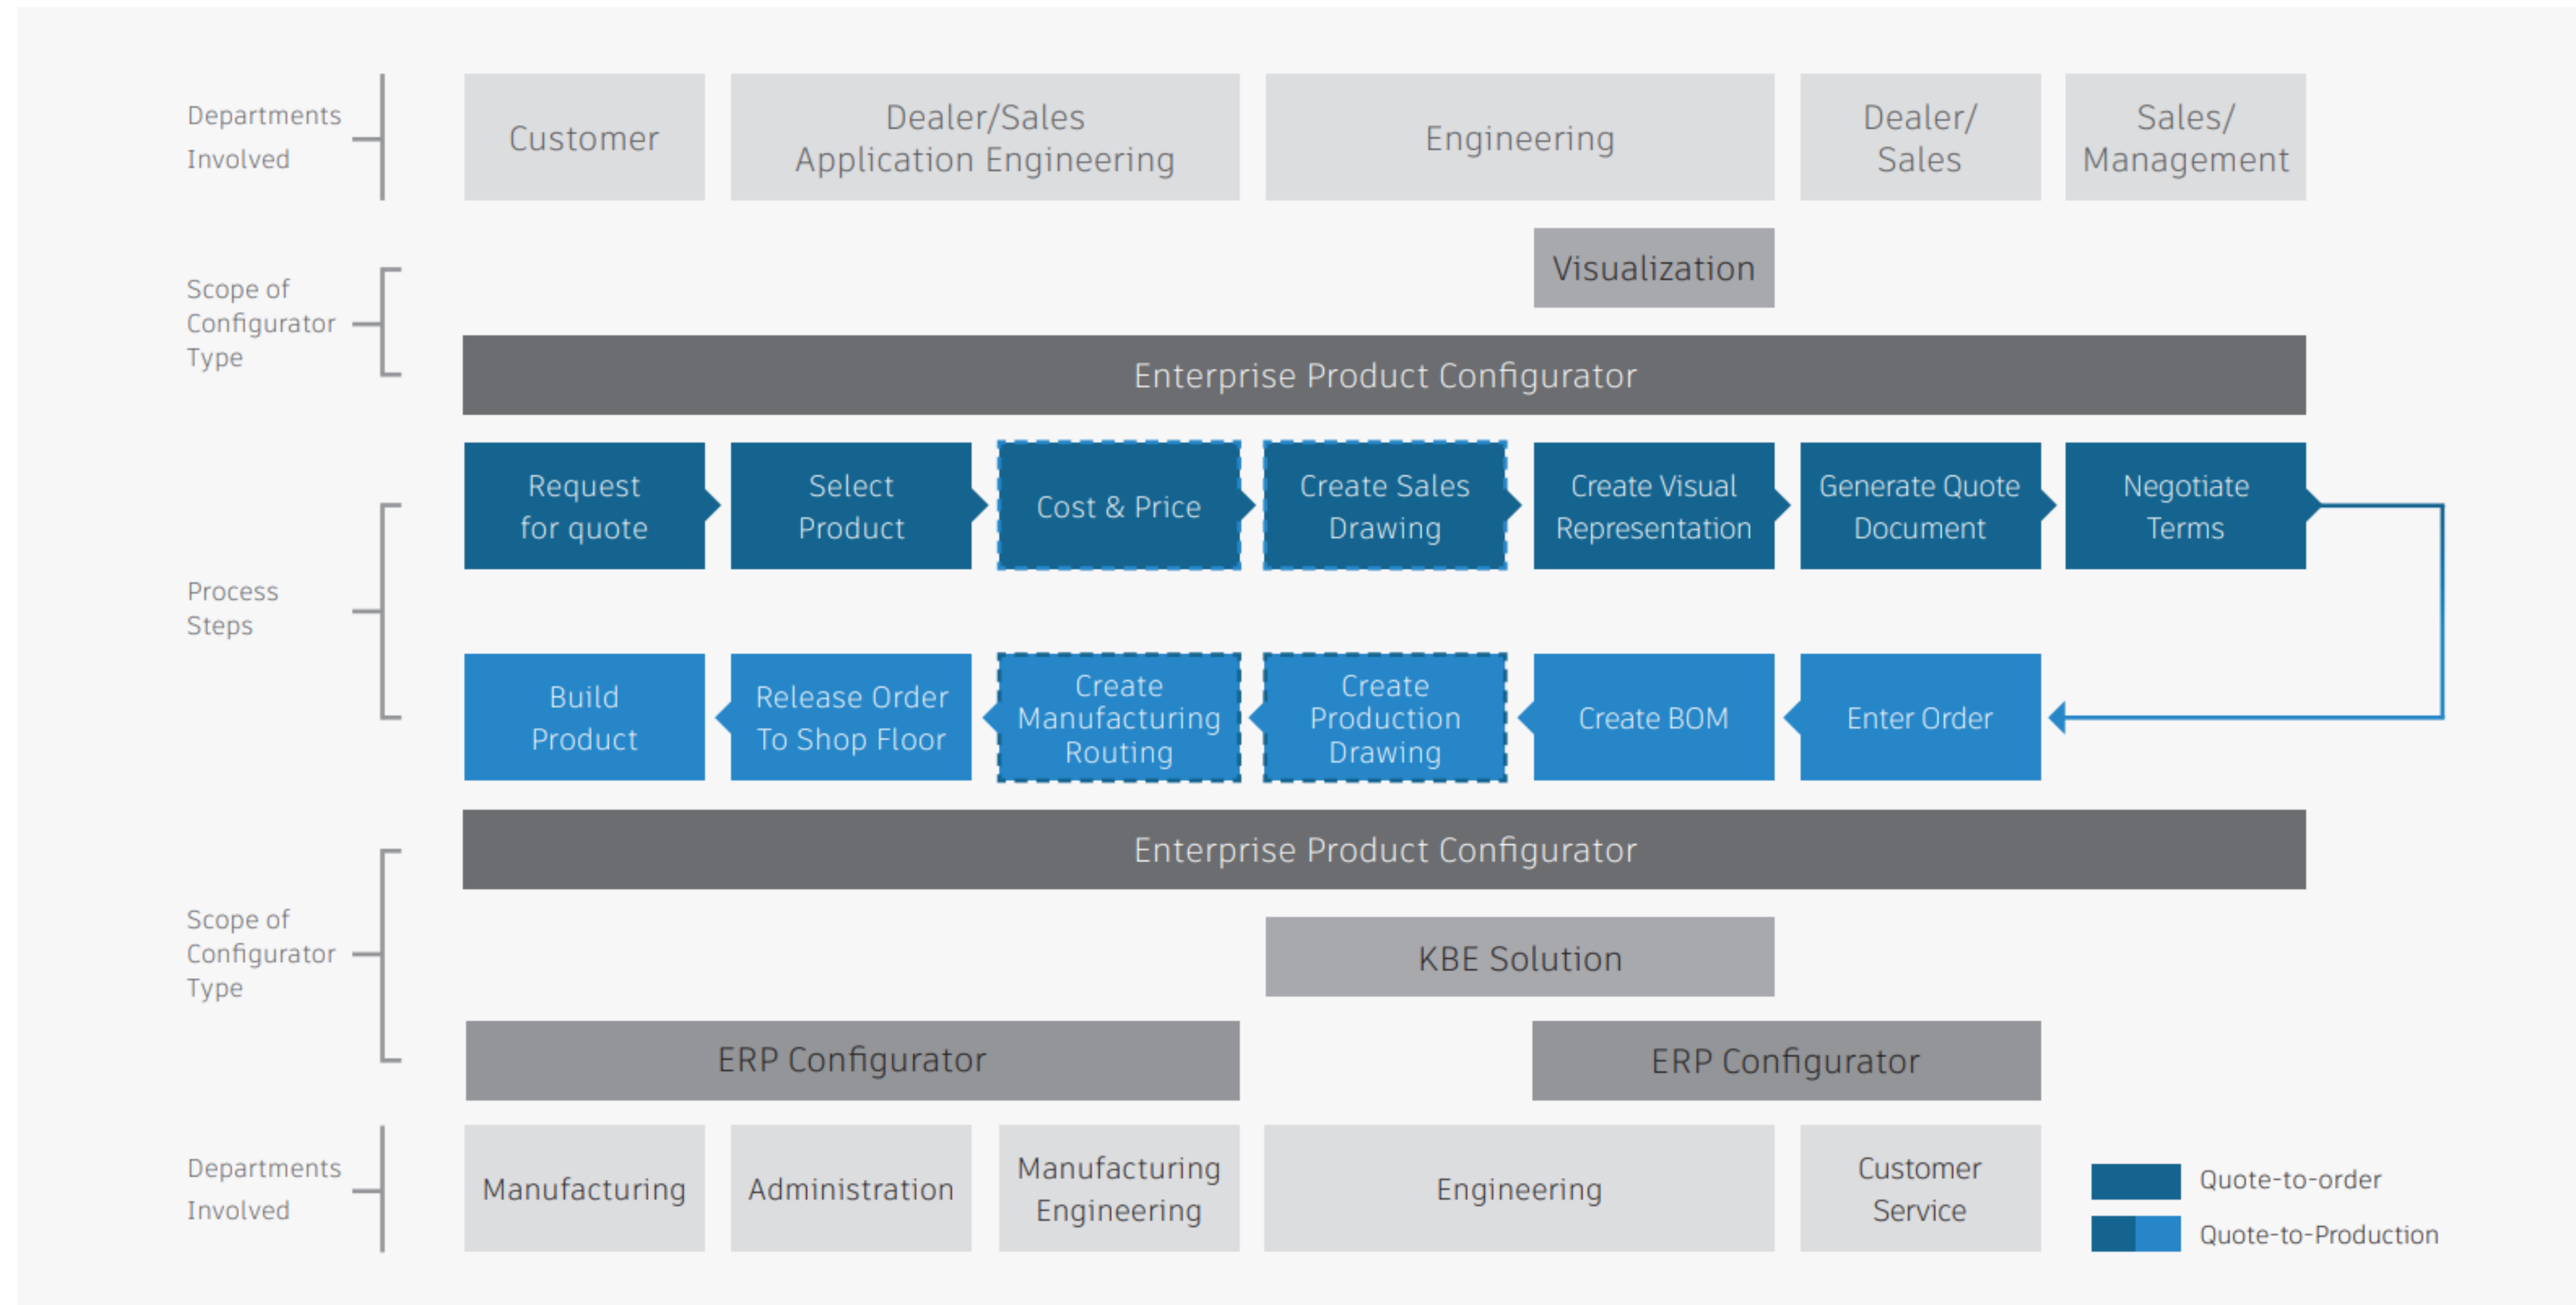 Departments
Involved
Customer
Dealer/Sales
Application Engineering
Engineering
Dealer/
Sales
Sales/
Management
Scope of
Configurator
Type
Visualization
Enterprise Product Configurator
Process
Steps
Request
for quote
Select
Product
Cost & Price
Create Sales
Drawing
Create Visual
Representation
Generate Quote
Document
Negotiate
Terms
Build
Product
Release Order
To Shop Floor
Create
Manufacturing
Routing
Create
Production
Drawing
Create BOM
Enter Order
Scope of
Configurator
Type
Enterprise Product Configurator
KBE Solution
ERP Configurator
ERP Configurator
Departments
Involved
Manufacturing
Administration
Manufacturing
Engineering
Engineering
Customer
Service
Quote-to-order
Quote-to-Production